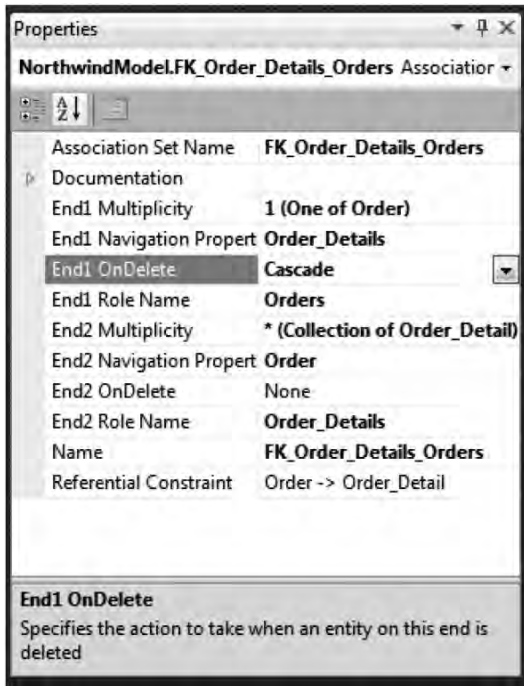 Properties
NorthwindModel.FK_Order_Details_Orders Association
Association Set Name FK_Order_Details_Orders
Documentation
End1 Multiplicity 1 (One of Order)
End1 Navigation Propert Order_Details
End1 OnDelete Cascade
End1 Role Name Orders
End2 Multiplicity * (Collection of Order_Detail)
End2 Navigation Propert Order
End2 OnDelete None
End2 Role Name Order_Details
Name FK_Order_Details_Orders
Referential Constraint Order -> Order_Detail
End1 OnDelete
Specifies the action to take when an entity on this end is
deleted